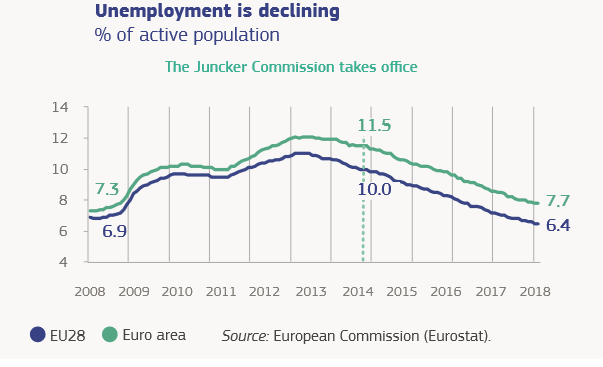 Unemployment is declining
% of active population
The Juncker Commission takes office
14
12
10
8
6
4
7.3
6.9
11.5
10.0
7.7
6.4
2008 2009 2010 2011 2012 2013 2014 2015 2016 2017 2018
EU28 Euro area Source: European Commission (Eurostat).